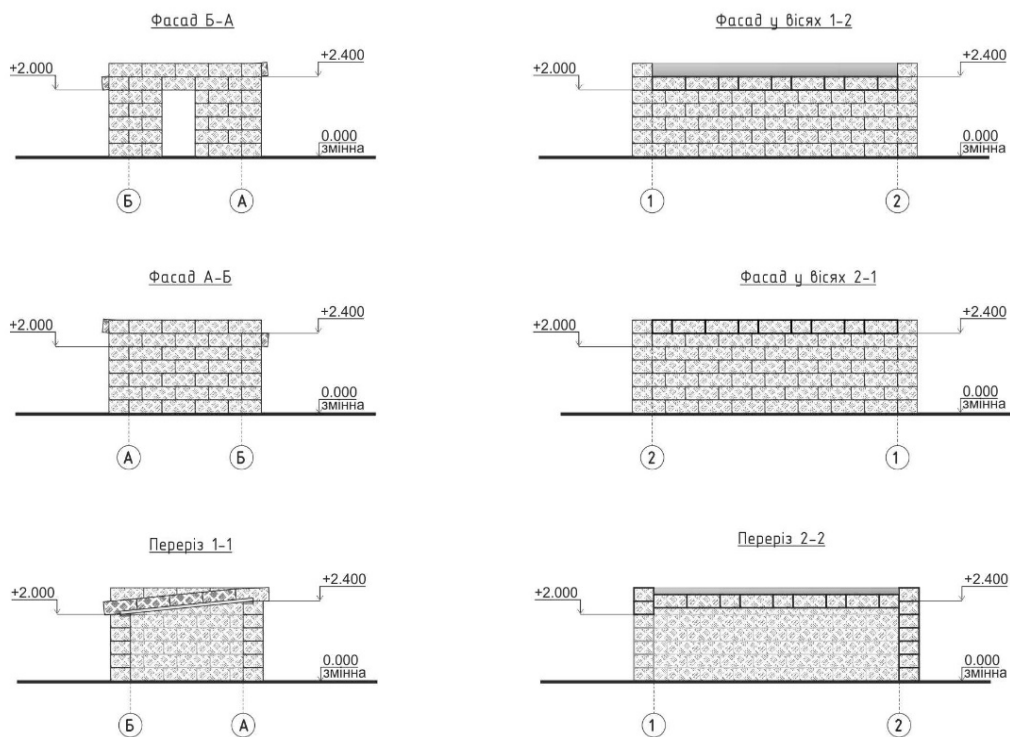 Фасад Б-А
+2.000
+2.400
0.000
змінна
Б
А
Фасад у вісях 1-2
+2.000
+2.400
0.000
змінна
1
2
Фасад А-Б
+2.000
+2.400
0.000
змінна
А
Б
Фасад у вісях 2-1
+2.000
+2.400
0.000
змінна
2
1
Переріз 1-1
+2.000
+2.400
0.000
змінна
Б
А
Переріз 2-2
+2.000
+2.400
0.000
змінна
1
2